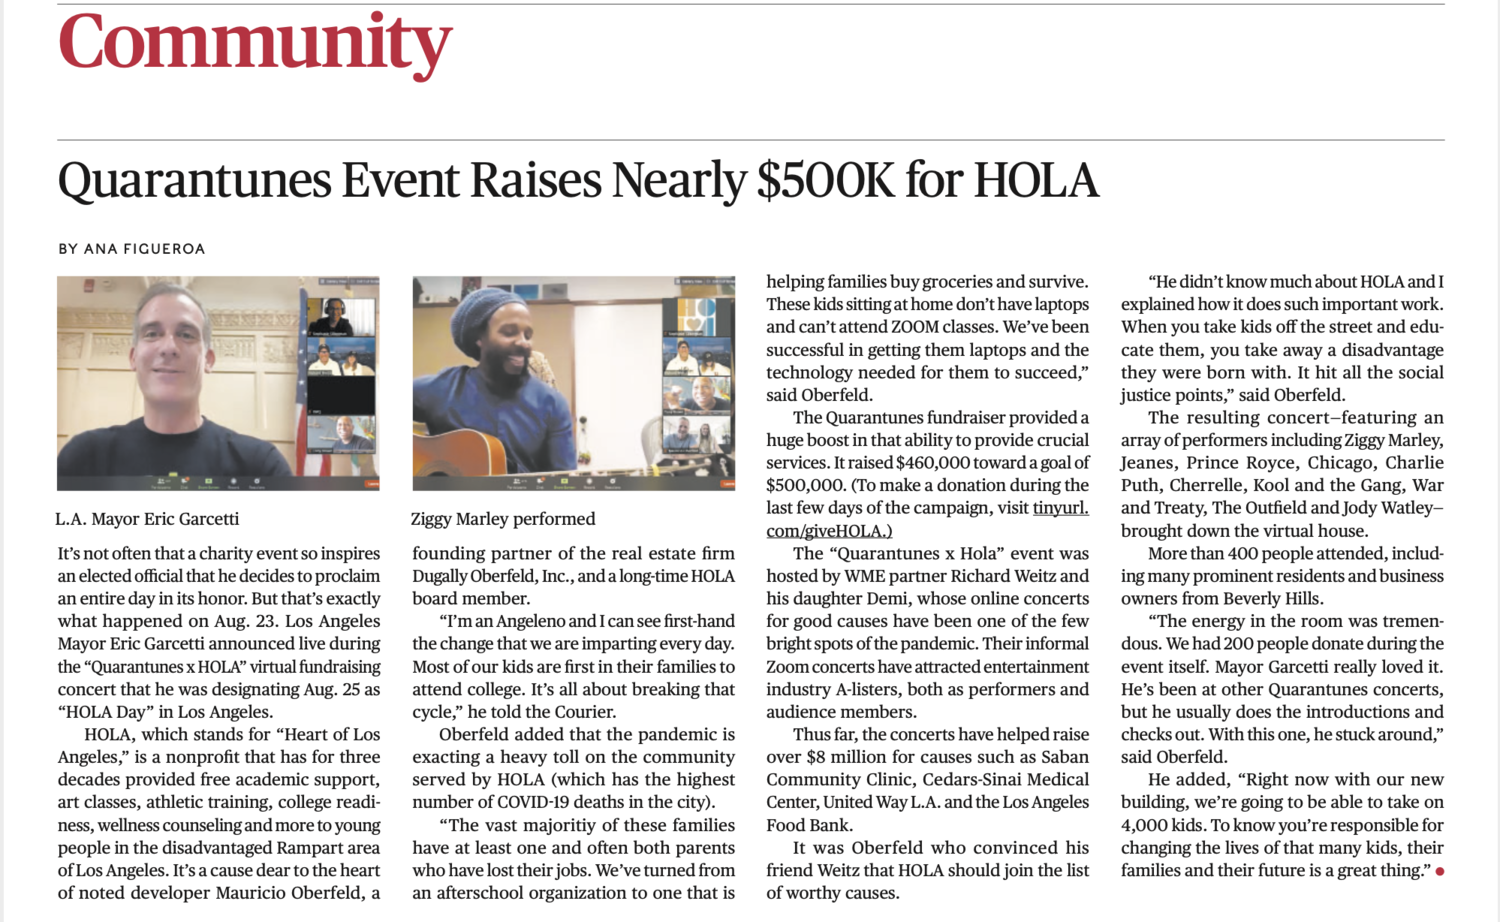 Community
Quarantunes Event Raises Nearly $500K for HOLA
BY ANA FIGUEROA
L.A. Mayor Eric Garcetti
It’s not often that a charity event so inspires
an elected official that he decides to proclaim
an entire day in its honor. But that’s exactly
what happened on Aug. 23. Los Angeles
Mayor Eric Garcetti announced live during
the “Quarantunes x HOLA” virtual fundraising
concert that he was designating Aug. 25 as
“HOLA Day” in Los Angeles.
HOLA, which stands for “Heart of Los
Angeles,” is a nonprofit that has for three
decades provided free academic support,
art classes, athletic training, college readi-
ness, wellness counseling and more to young
people in the disadvantaged Rampart area
of Los Angeles. It’s a cause dear to the heart
of noted developer Mauricio Oberfeld, a
Ziggy Marley performed
founding partner of the real estate firm
Dugally Oberfeld, Inc., and a long-time HOLA
board member.
“I’m an Angeleno and I can see first-hand
the change that we are imparting every day.
Most of our kids are first in their families to
attend college. It’s all about breaking that
cycle,” he told the Courier.
Oberfeld added that the pandemic is
exacting a heavy toll on the community
served by HOLA (which has the highest
number of COVID-19 deaths in the city).
“The vast majoritiy of these families
have at least one and often both parents
who have lost their jobs. We’ve turned from
an afterschool organization to one that is
helping families buy groceries and survive.
These kids sitting at home don’t have laptops
and can’t attend ZOOM classes. We’ve been
successful in getting them laptops and the
technology needed for them to succeed,”
said Oberfeld.
The Quarantunes fundraiser provided a
huge boost in that ability to provide crucial
services. It raised $460,000 toward a goal of
$500,000. (To make a donation during the
last few days of the campaign, visit tinyurl.
com/giveHOLA.)
The “Quarantunes x Hola” event was
hosted by WME partner Richard Weitz and
his daughter Demi, whose online concerts
for good causes have been one of the few
bright spots of the pandemic. Their informal
Zoom concerts have attracted entertainment
industry A-listers, both as performers and
audience members.
Thus far, the concerts have helped raise
over $8 million for causes such as Saban
Community Clinic, Cedars-Sinai Medical
Center, United Way L.A. and the Los Angeles
Food Bank.
It was Oberfeld who convinced his
friend Weitz that HOLA should join the list
of worthy causes.
“He didn’t know much about HOLA and I
explained how it does such important work.
When you take kids off the street and edu-
cate them, you take away a disadvantage
they were born with. It hit all the social
justice points,” said Oberfeld.
The resulting concert—featuring an
array of performers including Ziggy Marley,
Jeanes, Prince Royce, Chicago, Charlie
Puth, Cherrelle, Kool and the Gang, War
and Treaty, The Outfield and Jody Watley—
brought down the virtual house.
More than 400 people attended, includ-
ing many prominent residents and business
owners from Beverly Hills.
“The energy in the room was tremen-
dous. We had 200 people donate during the
event itself. Mayor Garcetti really loved it.
He’s been at other Quarantunes concerts,
but he usually does the introductions and
checks out. With this one, he stuck around,”
said Oberfeld.
He added, “Right now with our new
building, we’re going to be able to take on
4,000 kids. To know you’re responsible for
changing the lives of that many kids, their
families and their future is a great thing.”